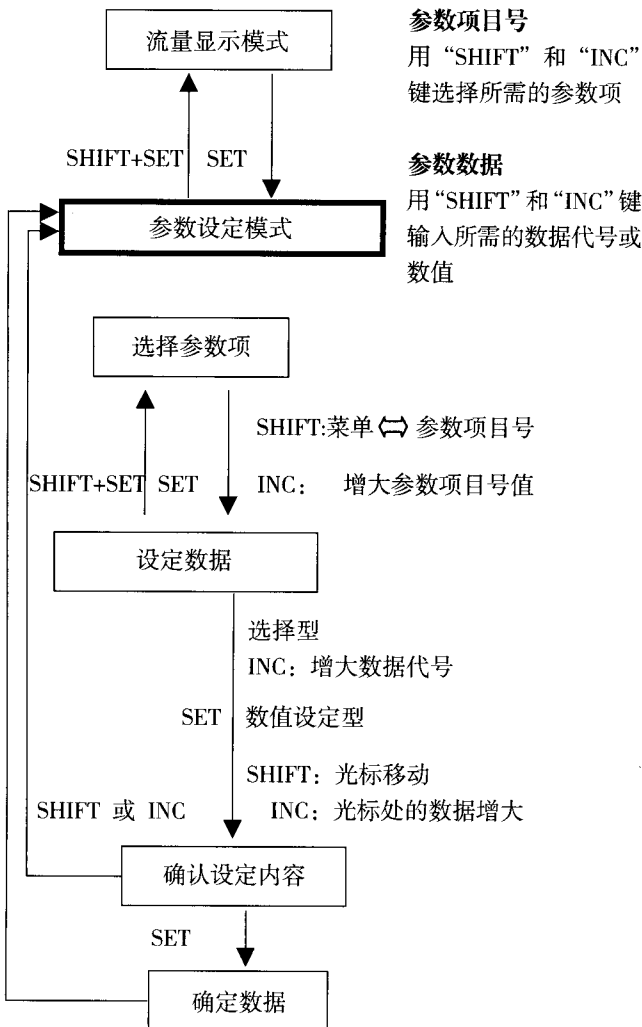 流量显示模式
参数项目号
用“SHIFT”和“INC”
键选择所需的参数项
SHIFT+SET SET
参数数据
用“SHIFT”和“INC”键
输入所需的数据代号或
数值
参数设定模式
选择参数项
SHIFT:菜单⇔参数项目号
SHIFT+SET SET
INC: 增大参数项目号值
设定数据
选择型
INC: 增大数据代号
SET
数值设定型
SHIFT: 光标移动
SHIFT 或 INC
INC: 光标处的数据增大
确认设定内容
SET
确定数据